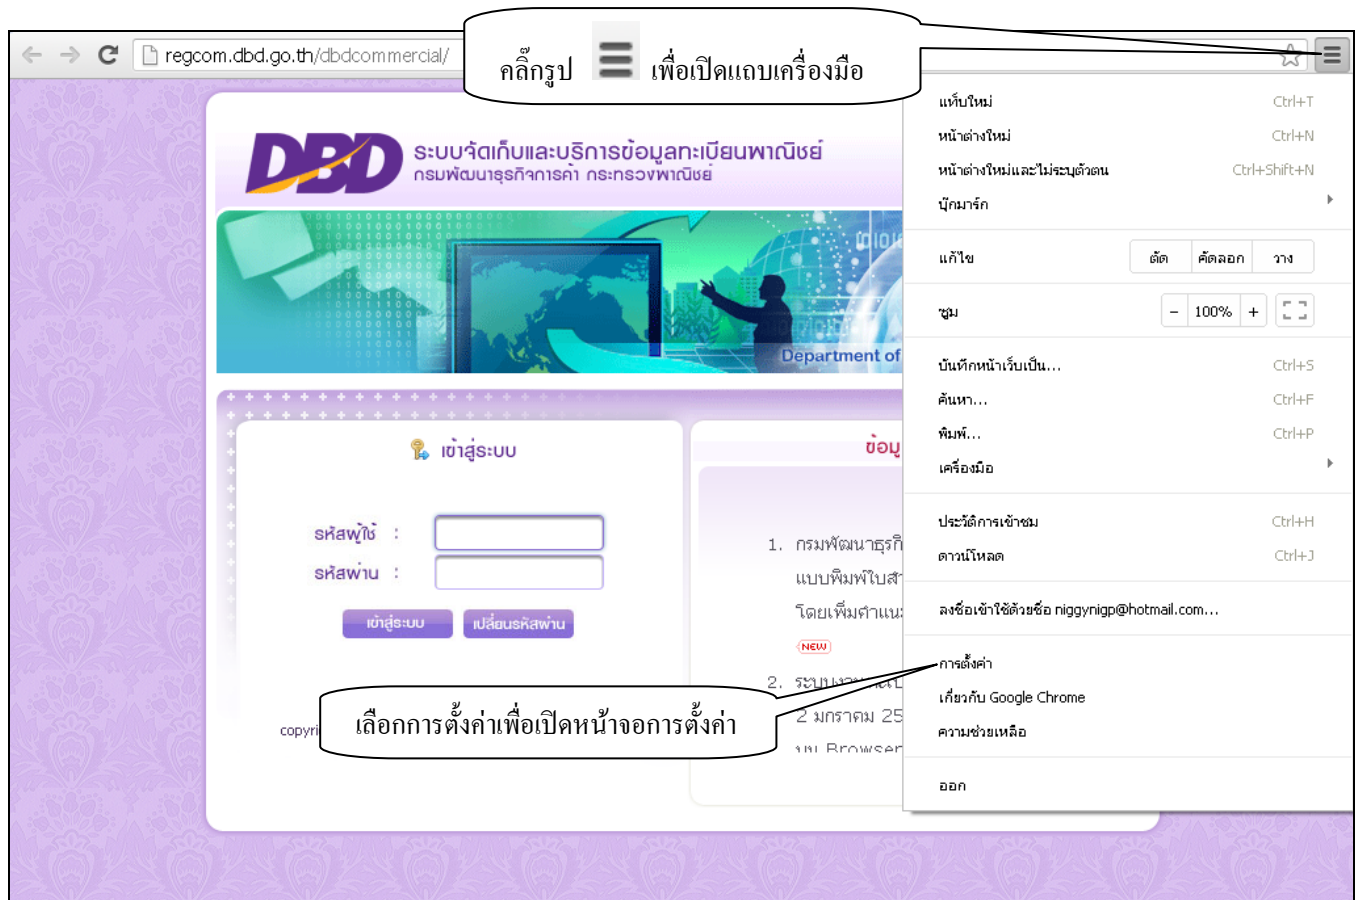 คลิ๊กรูป เพื่อเปิดแถบเครื่องมือ
regcom.dbd.go.th/dbdcommercial/
DBD
ระบบจัดเก็บและบริการข้อมูลทะเบียนพาณิชย์
กรมพัฒนาธุรกิจการค้า กระทรวงพาณิชย์
Department of
เข้าสู่ระบบ
รหัสผู้ใช้ :
รหัสผ่าน :
เข้าสู่ระบบ เปลี่ยนรหัสผ่าน
ข้อมู
1. กรมพัฒนาธุรกิ
แบบพิมพ์ใบสำ
โดยเพิ่มตำแน
NEW
2.
2 มกราคม 25
บน Browser
copyri
เลือกการตั้งค่าเพื่อเปิดหน้าจอการตั้งค่า
แท็บใหม่ Ctrl+T
หน้าต่างใหม่ Ctrl+N
หน้าต่างใหม่และไม่ระบุตัวตน Ctrl+Shift+N
บุ๊กมาร์ก
แก้ไข ตัด คัดลอก วาง
ซูม - 100% +
บันทึกหน้าเว็บเป็น... Ctrl+S
ค้นหา... Ctrl+F
พิมพ์... Ctrl+P
เครื่องมือ
ประวัติการเข้าชม Ctrl+H
ดาวน์โหลด Ctrl+J
ลงชื่อเข้าใช้ด้วยชื่อ niggynigp@hotmail.com...
การตั้งค่า
เกี่ยวกับ Google Chrome
ความช่วยเหลือ
ออก